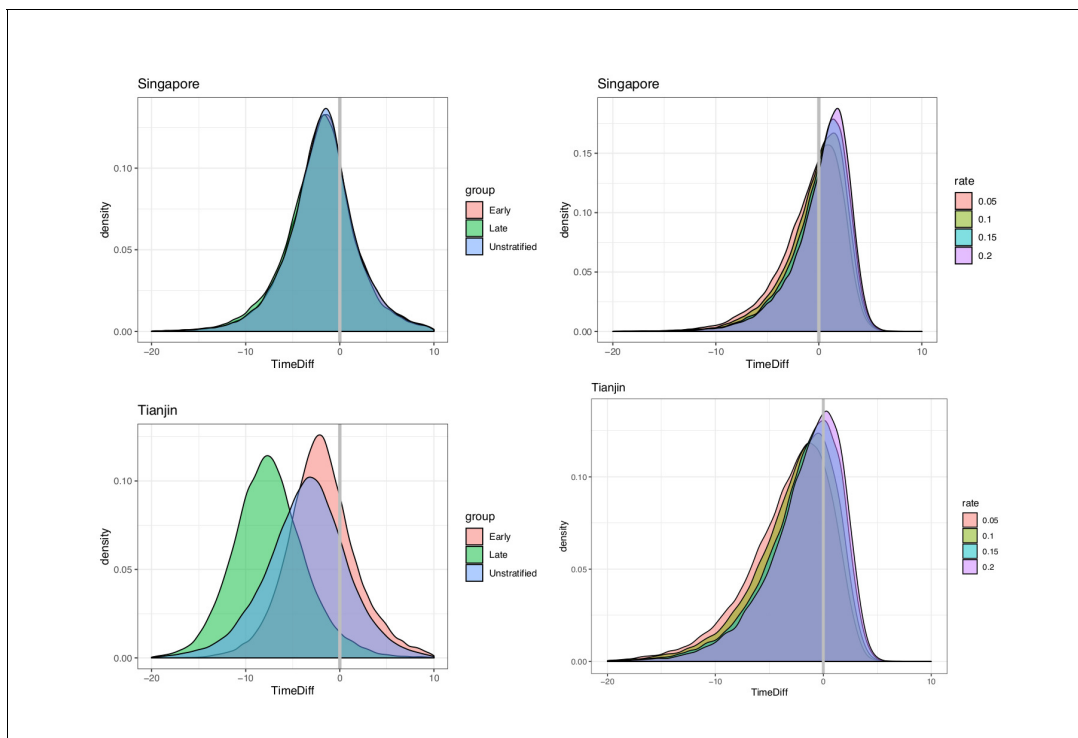 Singapore
0.10
0.05
0.00
density
−20
−10
0
10
TimeDiff
group
Early
Late
Unstratified
Singapore
0.15
0.10
0.05
0.00
density
−20
−10
0
10
TimeDiff
rate
0.05
0.1
0.15
0.2
Tianjin
0.10
0.05
0.00
density
−20
−10
0
10
TimeDiff
group
Early
Late
Unstratified
Tianjin
0.10
0.05
0.00
density
−20
−10
0
10
TimeDiff
rate
0.05
0.1
0.15
0.2